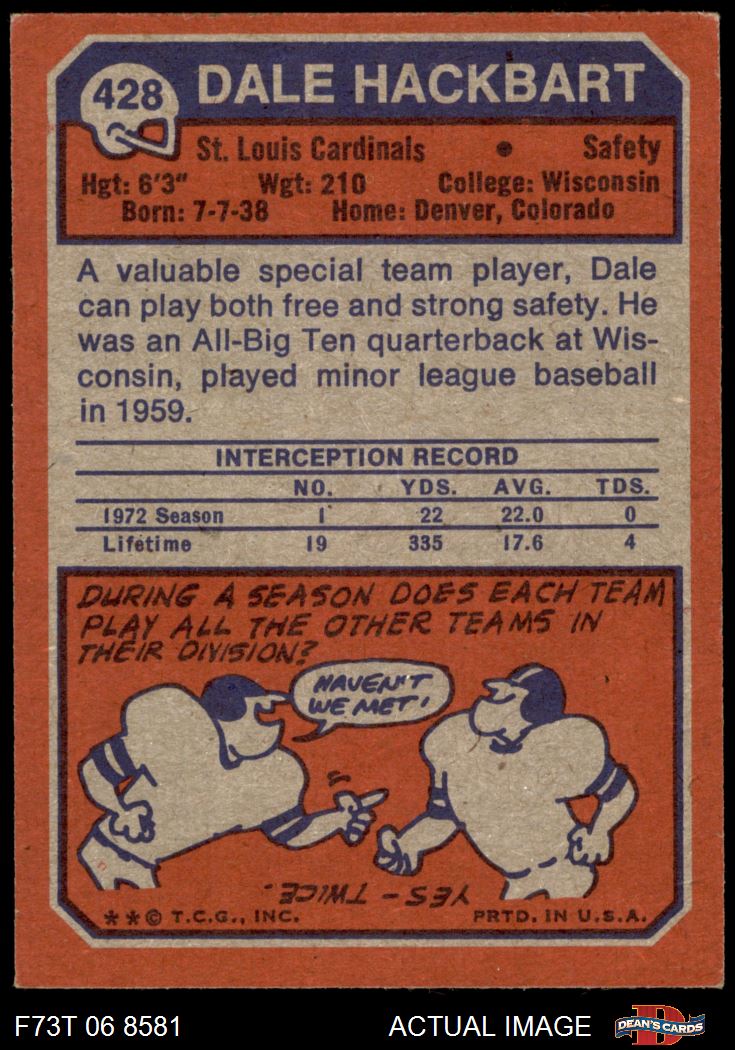 428 DALE HACKBART
St. Louis Cardinals • Safety
Hgt: 6'3" Wgt: 210 College: Wisconsin
Born: 7-7-38 Home: Denver, Colorado
A valuable special team player, Dale
can play both free and strong safety. He
was an All-Big Ten quarterback at Wis-
consin, played minor league baseball
in 1959.
INTERCEPTION RECORD
NO. YDS. AVG. TDS.
1972 Season 1 22 22.0 0
Lifetime 19 335 17.6 4
DURING A SEASON DOES EACH TEAM
PLAY ALL THE OTHER TEAMS IN
THEIR DIVISION?
HAVEN'T
WE MET!
YES - TWICE.
**© T.C.G., INC. PRTD. IN U.S.A.
F73T 06 8581 ACTUAL IMAGE D DEAN'S CARDS